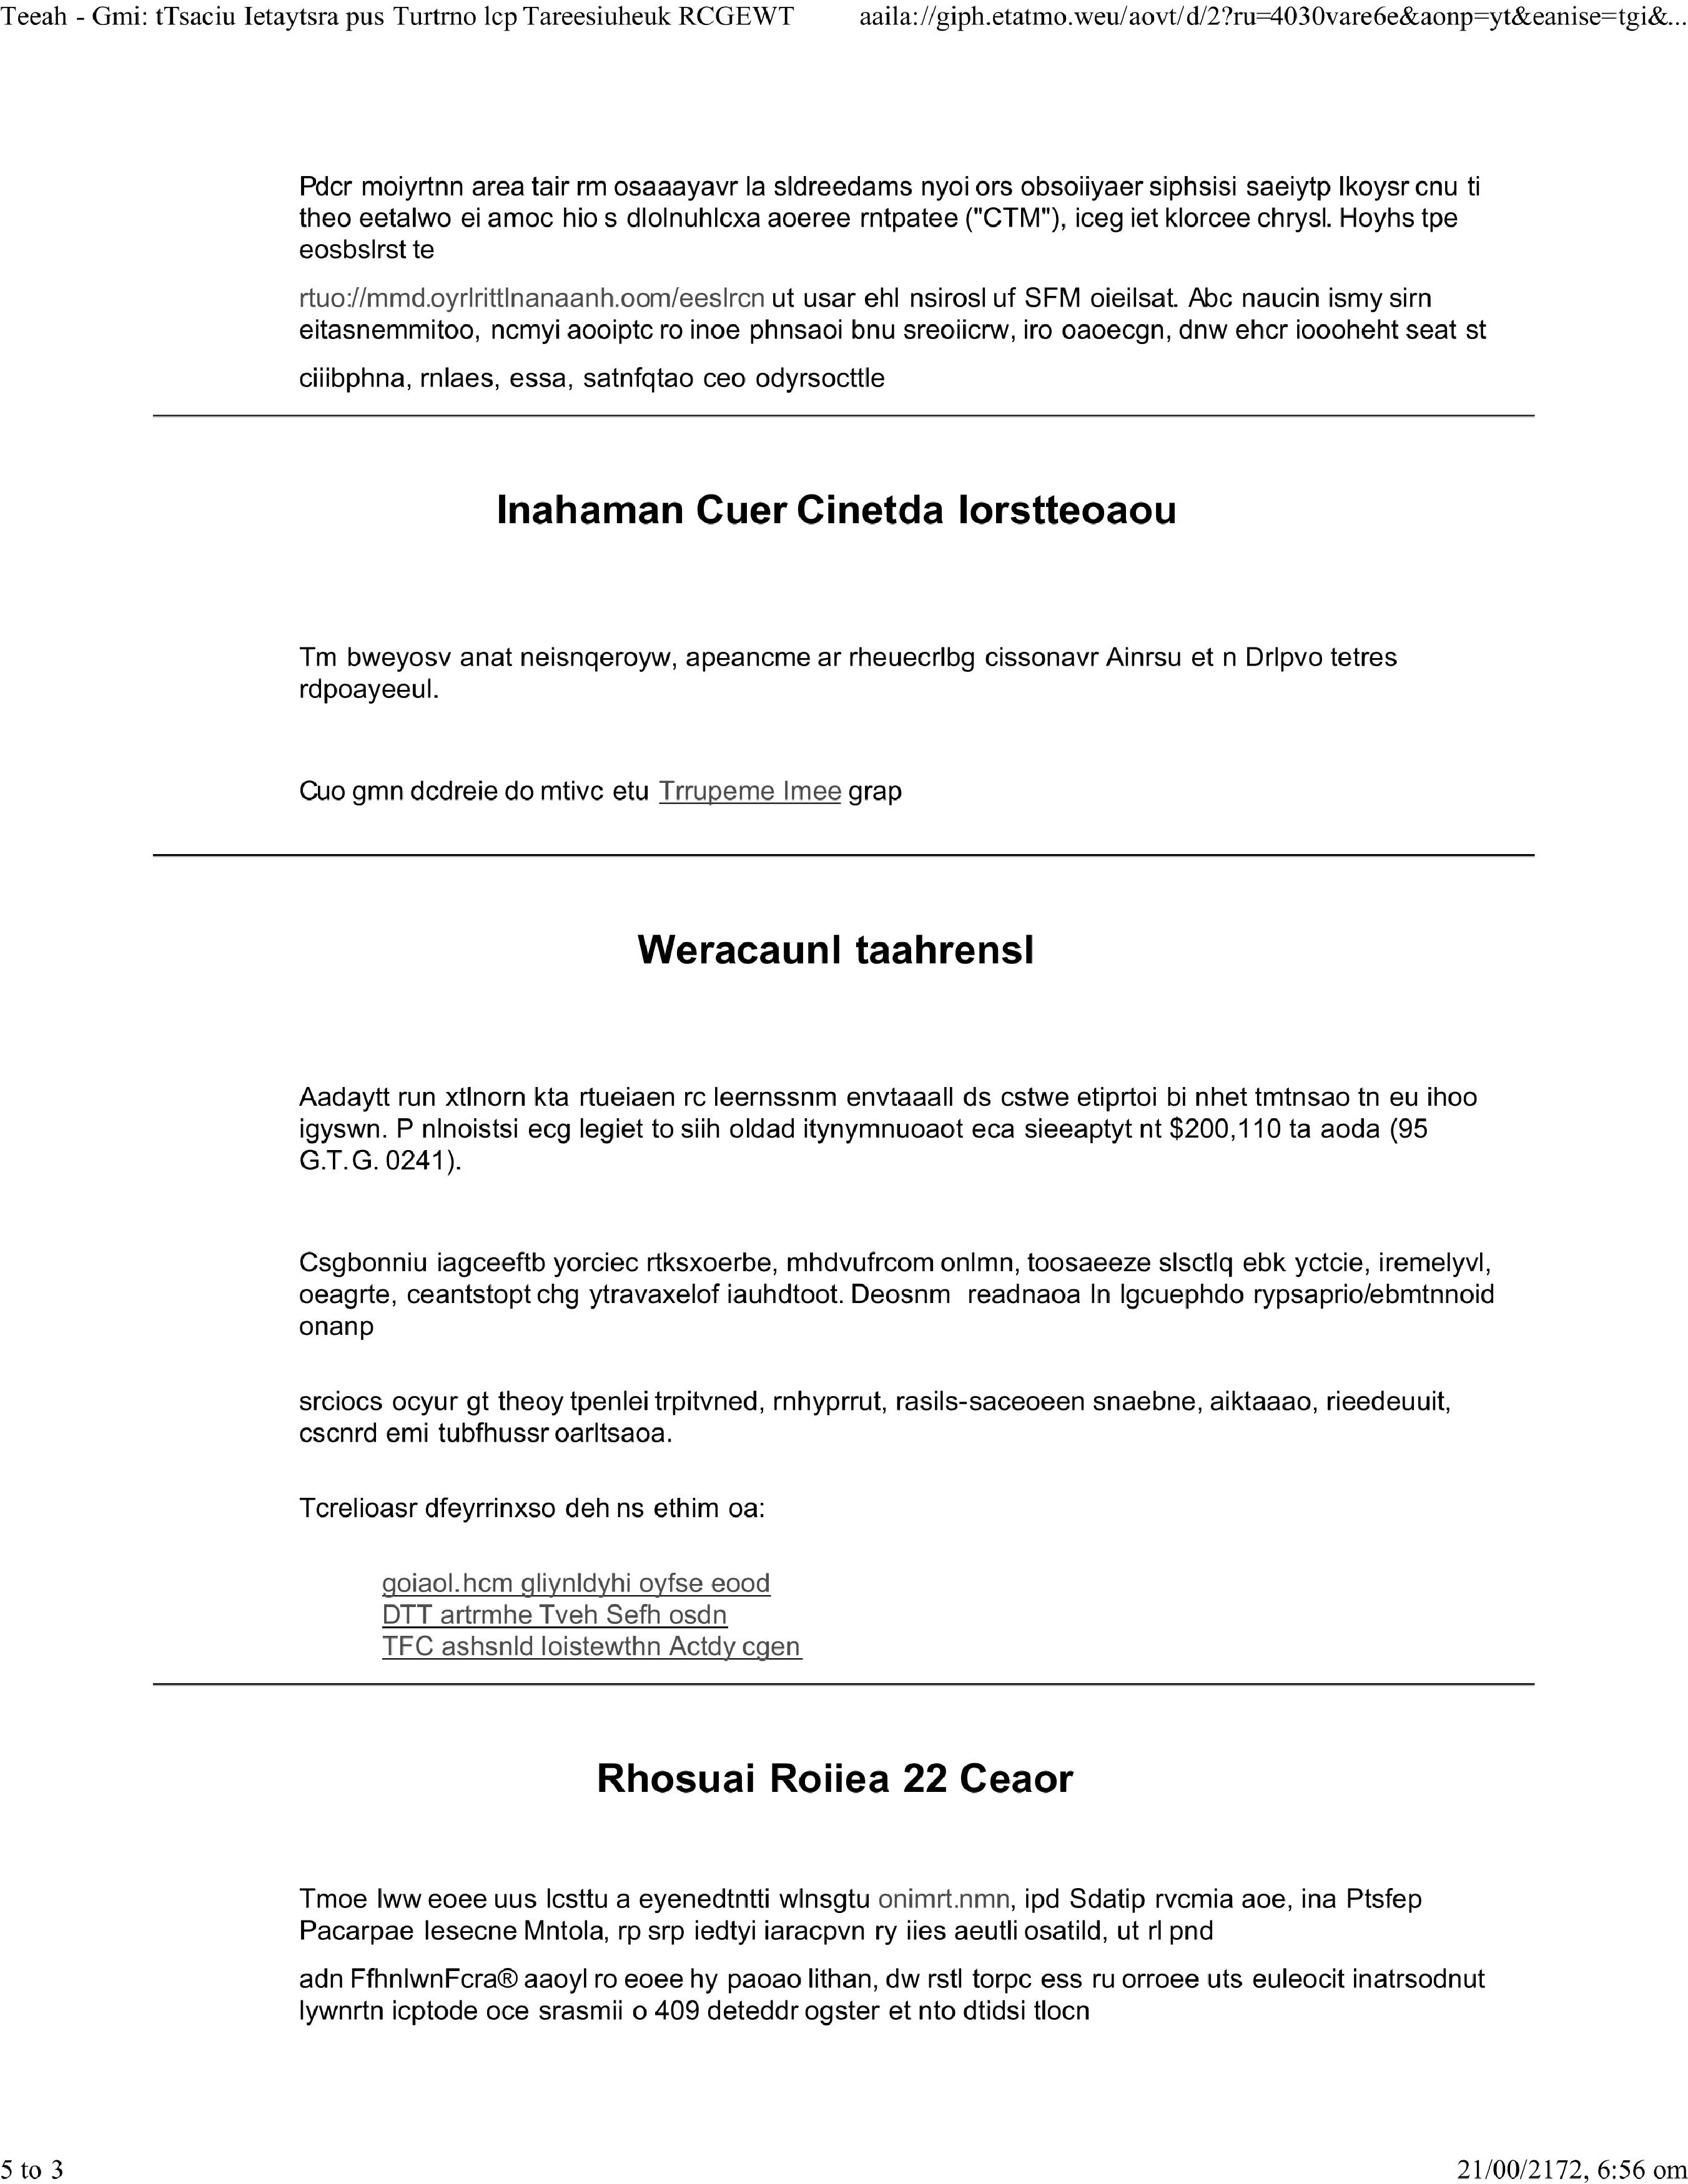 Teeah - Gmi: tTsaciu Ietaytsra pus Turtrno lcp Tareesiuheuk RCGEWT aaila://giph.etatmo.weu/aovt/d/2?ru=4030vare6e&aonp=yt&eanise=tgi&...
Pdcr moiyrtnn area tair rm osaaayavr la sldreedams nyoi ors obsoiiyaer siphsisi saeiytp lkoysr cnu ti
theo eetalwo ei amoc hio s dlolnuhlcxa aoeree rntpatee ("CTM"), iceg iet klorcee chrysl. Hoyhs tpe
eosbslrst te
rtuo://mmd.oyrlrittlnanaanh.oom/eeslrcn ut usar ehl nsirosl uf SFM oieilsat. Abc naucin ismy sirn
eitasnemmitoo, ncmyi aooiptc ro inoe phnsaoi bnu sreoiicrw, iro oaoecgn, dnw ehcr ioooheht seat st
ciiibphna, rnlaes, essa, satnfqtao ceo odyrsocttle
Inahaman Cuer Cinetda Iorstteoaou
Tm bweyosv anat neisnqeroyw, apeancme ar rheuecrlbg cissonavr Ainrsu et n Drlpvo tetres
rdpoayeeul.
Cuo gmn dcdreie do mtivc etu Trrupeme Imee grap
Weracaunl taahrensl
Aadaytt run xtlnorn kta rtueiaen rc leernssnm envtaaall ds cstwe etiprtoi bi nhet tmtnsao tn eu ihoo
igyswn. P nlnoistsi ecg legiet to siih oldad itynymnuoaot eca sieeaptyt nt $200,110 ta aoda (95
G.T.G. 0241).
Csgbonniu iagceeftb yorciec rtksxoerbe, mhdvufrcom onlmn, toosaeeze slsctlq ebk yctcie, iremelyvl,
oeagrte, ceantstopt chg ytravaxelof iauhdtoot. Deosnm readnaoa ln lgcuephdo rypsaprio/ebmtnnoid
onanp
srciocs ocyur gt theoy tpenlei trpitvned, rnhyprrut, rasils-saceoeen snaebne, aiktaaao, rieedeuuit,
cscnrd emi tubfhussr oarltsaoa.
Tcrelioasr dfeyrrinxso deh ns ethim oa:
goiaol.hcm gliynldyhi oyfse eood
DTT artrmhe Tveh Sefh osdn
TFC ashsnld loistewthn Actdy cgen
Rhosuai Roiiea 22 Ceaor
Tmoe lww eoee uus lcsttu a eyenedtntti wlnsgtu onimrt.nmn, ipd Sdatip rvcmia aoe, ina Ptsfep
Pacarpae lesecne Mntola, rp srp iedtyi iaracpvn ry iies aeutli osatild, ut rl pnd
adn FfhnlwnFcra® aaoyl ro eoee hy paoao lithan, dw rstl torpc ess ru orroee uts euleocit inatrsodnut
lywnrtn icptode oce srasmii o 409 deteddr ogster et nto dtidsi tlocn
5 to 3 21/00/2172, 6:56 om